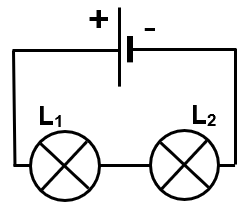 + -
L₁ L₂